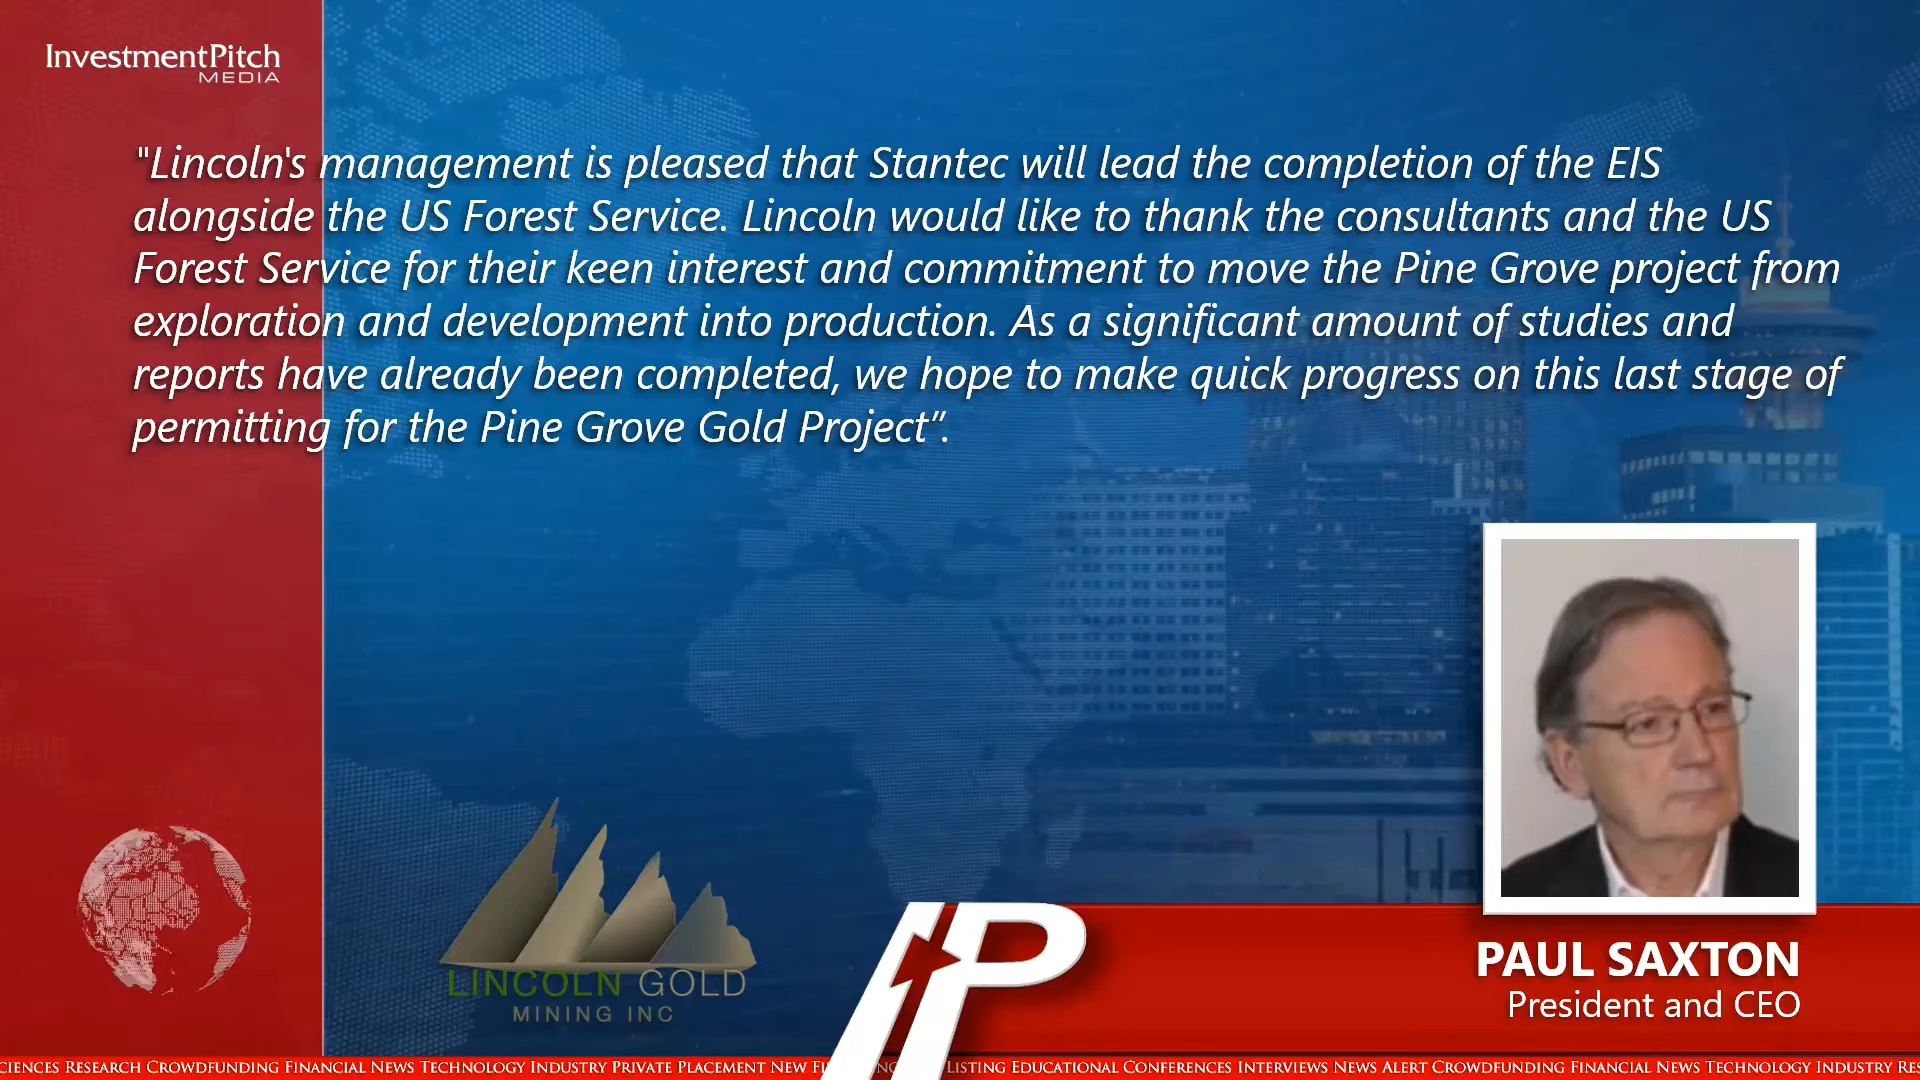 InvestmentPitch
MEDIA
"Lincoln's management is pleased that Stantec will lead the completion of the EIS
alongside the US Forest Service. Lincoln would like to thank the consultants and the US
Forest Service for their keen interest and commitment to move the Pine Grove project from
exploration and development into production. As a significant amount of studies and
reports have already been completed, we hope to make quick progress on this last stage of
permitting for the Pine Grove Gold Project”.
LINCOLN GOLD
MINING INC
IP
PAUL SAXTON
President and CEO
RESEARCH CROWDFUNDING FINANCIAL NEWS TECHNOLOGY INDUSTRY PRIVATE PLACEMENT NEW LISTING EDUCATIONAL CONFERENCES INTERVIEWS NEWS ALERT CROWDFUNDING FINANCIAL NEWS TECHNOLOGY INDUSTRY